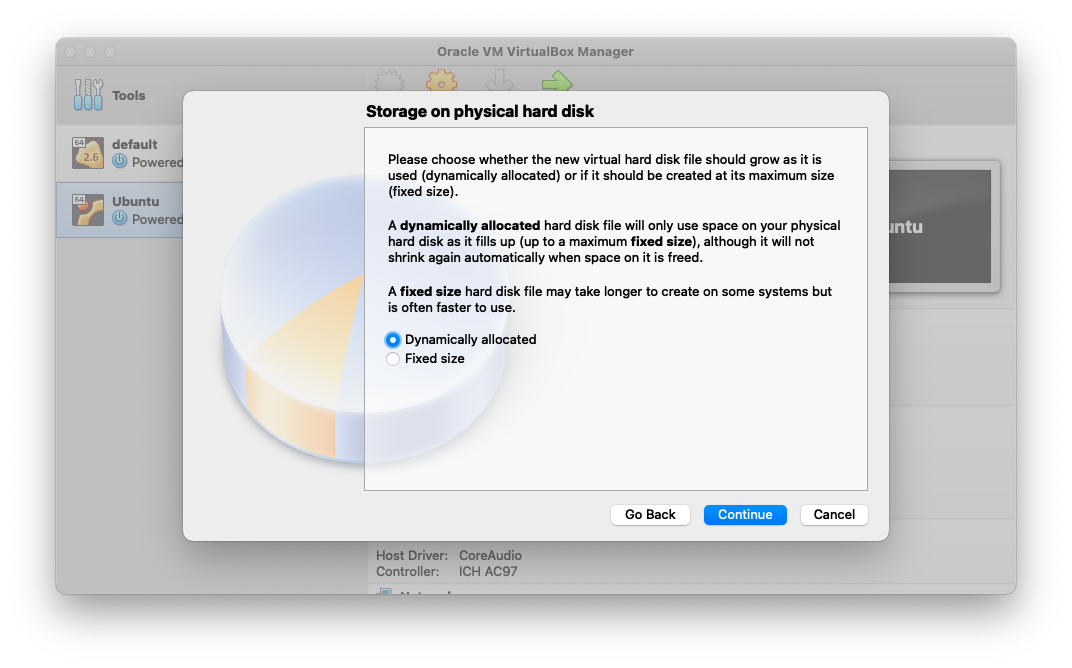 Oracle VM VirtualBox Manager
Tools
64
default
2.6
Powered
64
Ubuntu
Powered
Storage on physical hard disk
Please choose whether the new virtual hard disk file should grow as it is
used (dynamically allocated) or if it should be created at its maximum size
(fixed size).
A dynamically allocated hard disk file will only use space on your physical
hard disk as it fills up (up to a maximum fixed size), although it will not
shrink again automatically when space on it is freed.
A fixed size hard disk file may take longer to create on some systems but
is often faster to use.
Dynamically allocated
Fixed size
Go Back
Continue
Cancel
untu
Host Driver: CoreAudio
Controller: ICH AC97